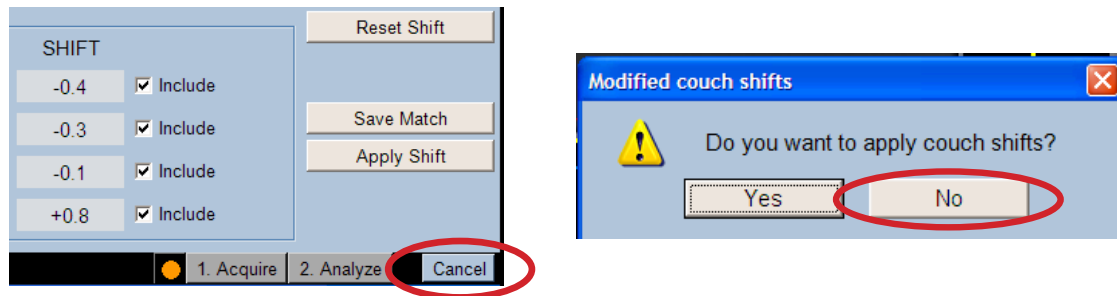 Reset Shift
SHIFT
-0.4 Include
-0.3 Include
Save Match
Apply Shift
-0.1 Include
+0.8 Include
1. Acquire 2. Analyze Cancel
Modified couch shifts
Do you want to apply couch shifts?
Yes No